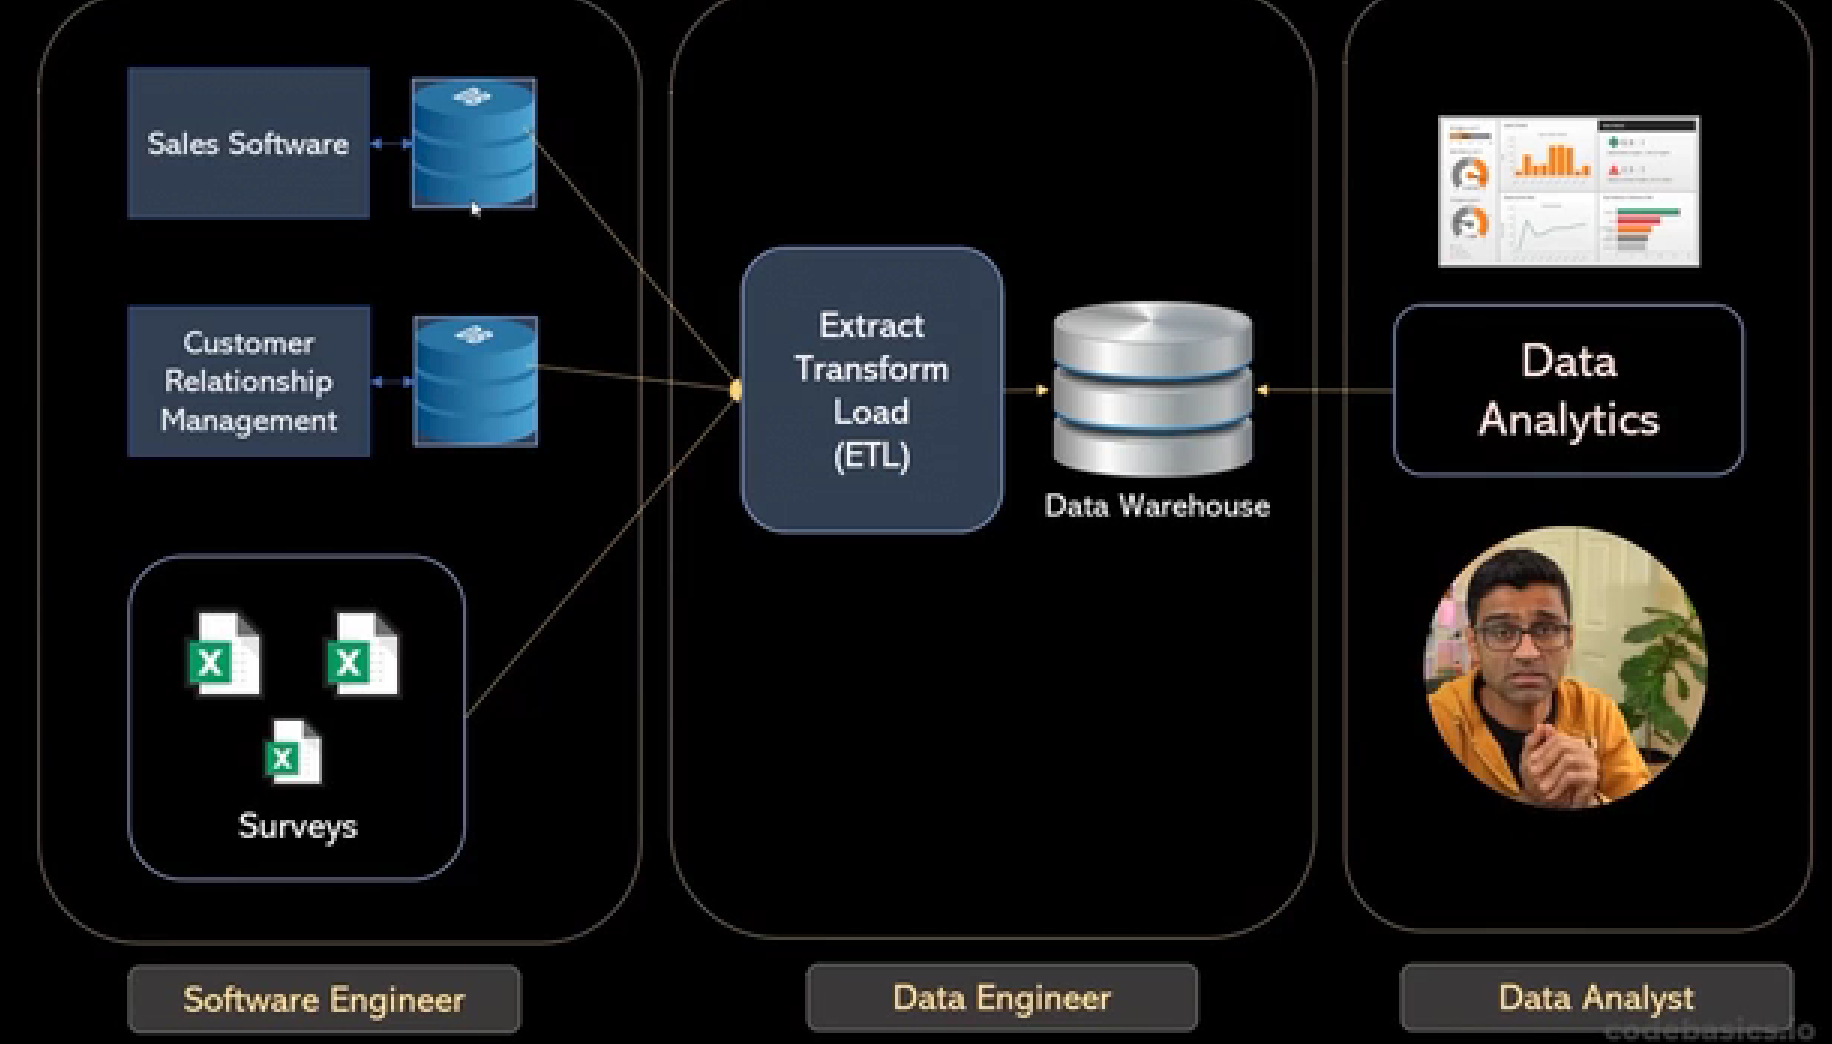 Sales Software
Customer
Relationship
Management
X
X
X
Surveys
Software Engineer
Extract
Transform
Load
(ETL)
Data Warehouse
Data Engineer
Data
Analytics
Data Analyst
codebasics.io